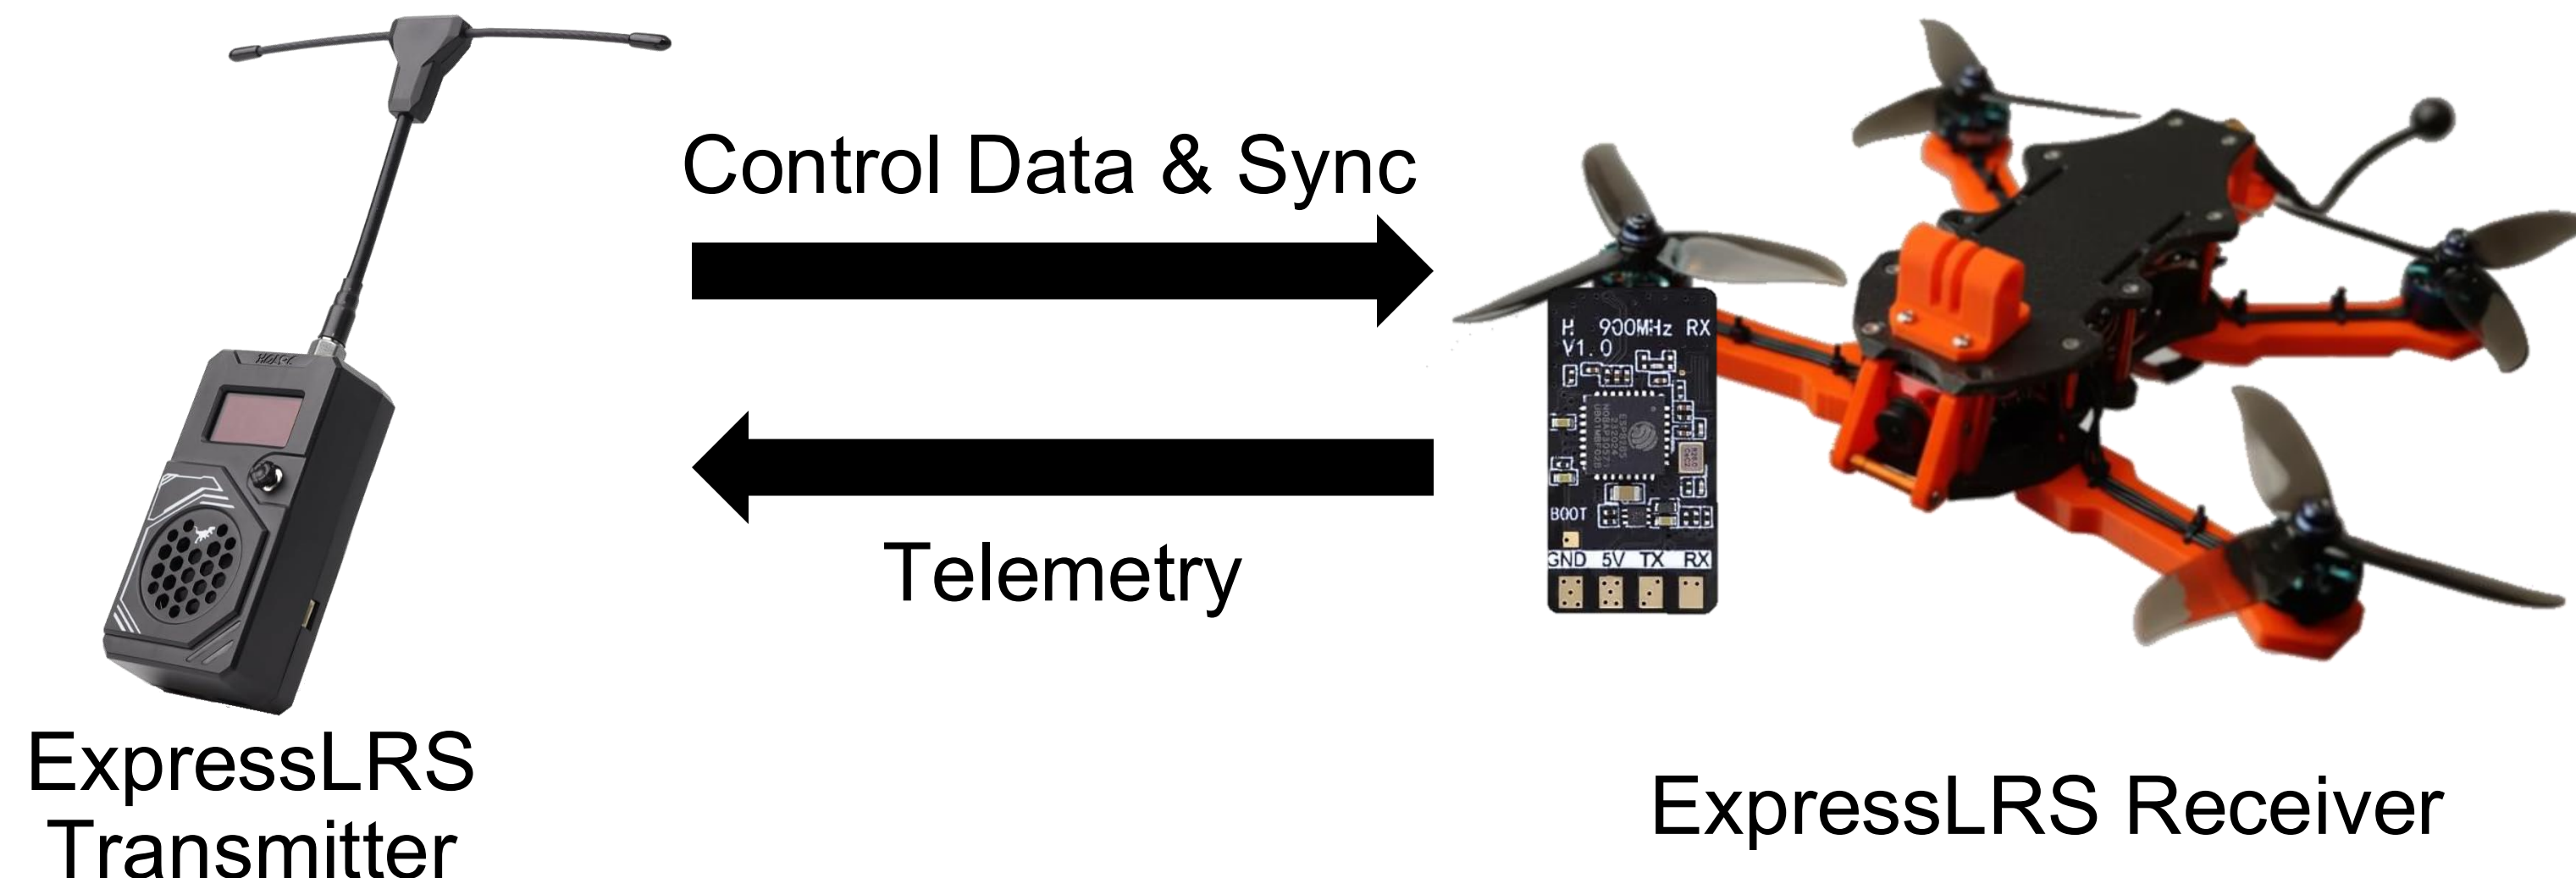 Control Data & Sync
Telemetry
ExpressLRS
Transmitter
H 900MHz RX
V1.0
BOOT
GND 5V TX RX
ExpressLRS Receiver